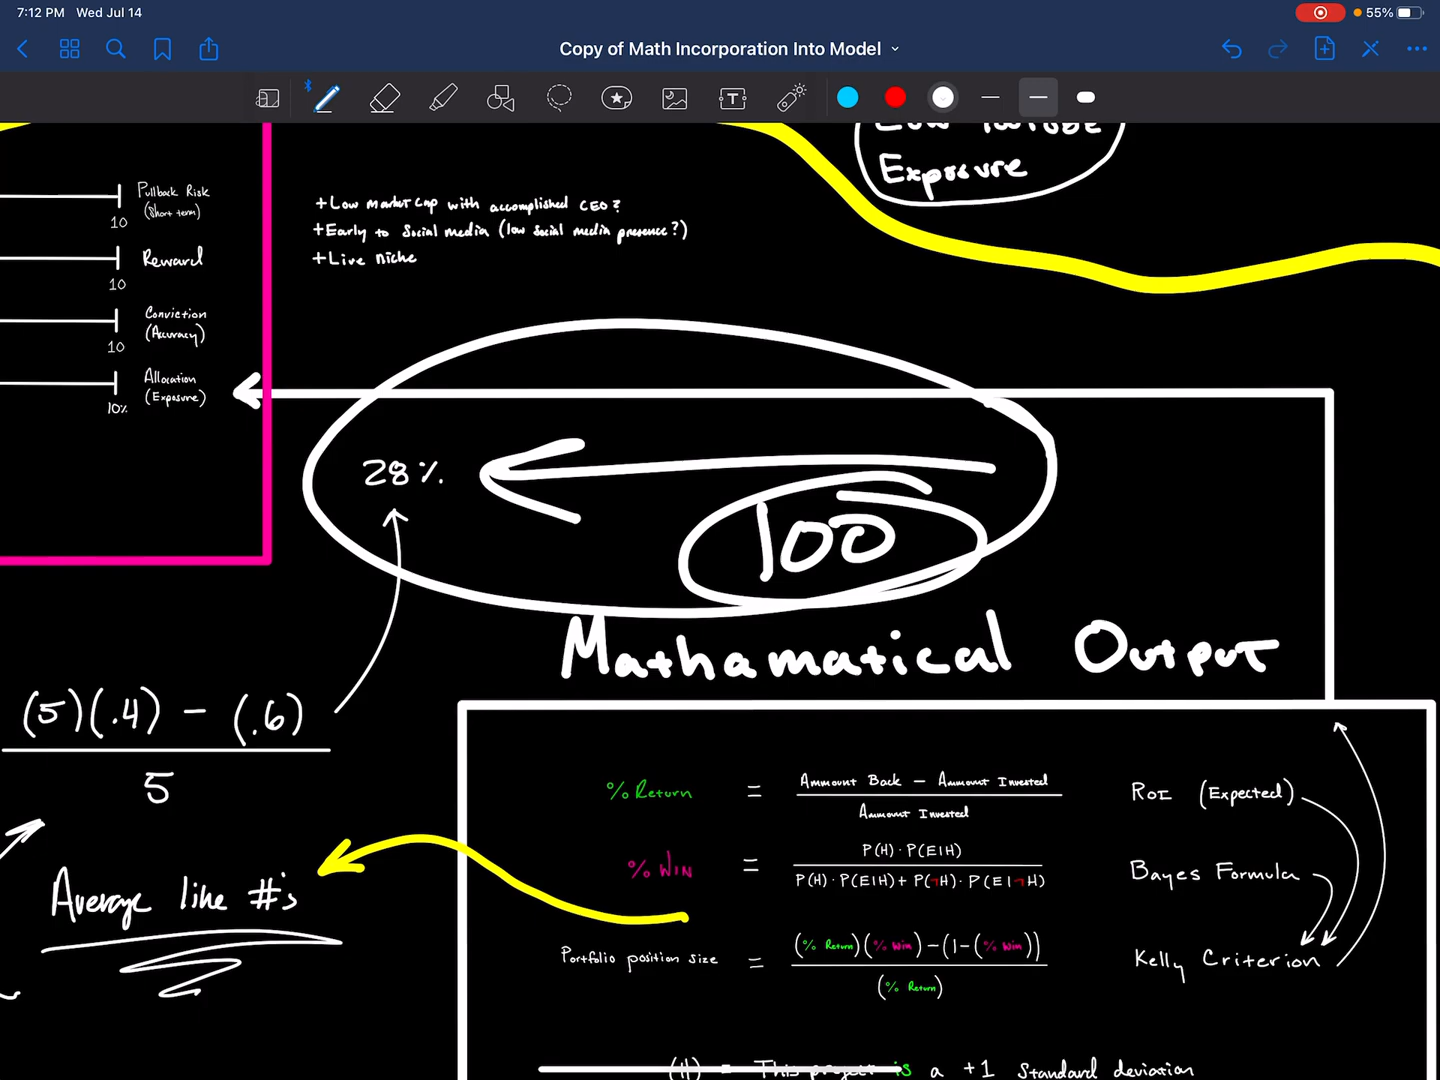 7:12 PM Wed Jul 14
55%
Copy of Math Incorporation Into Model
T
Exposure
Pullback Risk
(Short term)
10
Reward
10
Conviction
(Accuracy)
10
Allocation
(Exposure)
10%
+Low market cap with accomplished CEO?
+Early to social media (low social media presence?)
+Live niche
28%
100
Mathamatical Output
(5)(.4) - (.6)
5
Average like #'s
% Return = Ammount Back - Ammount Invested
Ammount Invested
ROI (Expected)
% Win = P(H) · P(E|H)
P(H) · P(E|H) + P(¬H) · P(E|¬H)
Bayes Formula
Portfolio position size = (% Return)(% Win) - (1-(% Win))
(% Return)
Kelly Criterion
(H) = This project is a +1 Standard deviation